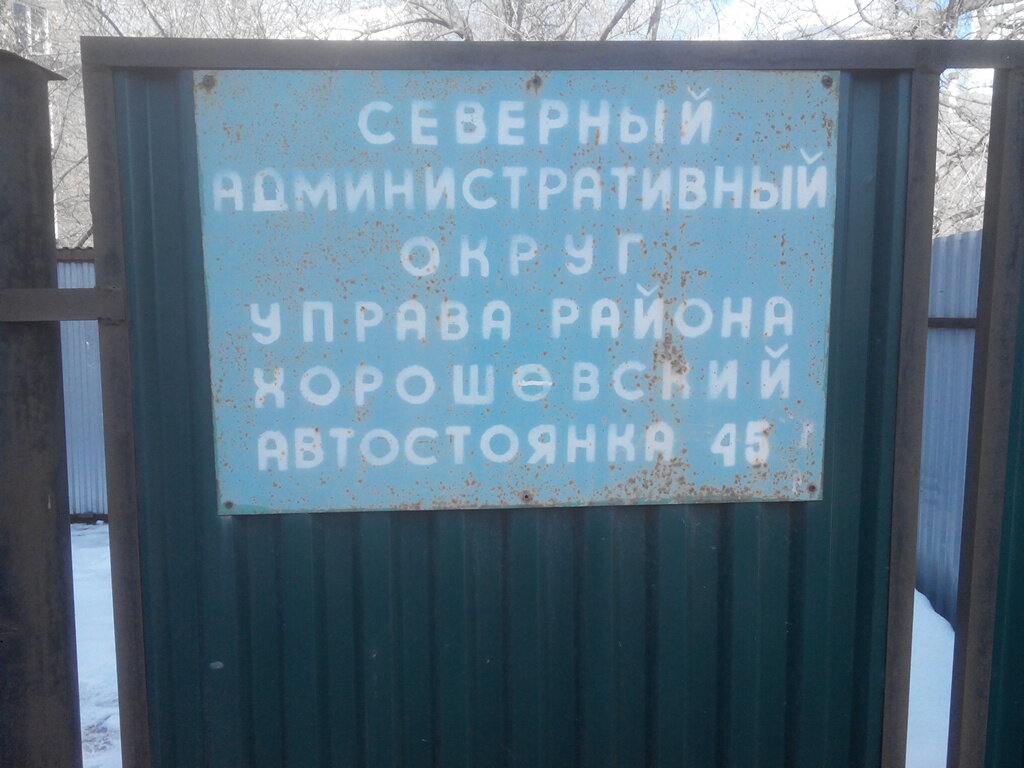 СЕВЕРНЫЙ
АДМИНИСТРАТИВНЫЙ
ОКРУГ
УПРАВА РАЙОНА
ХОРОШЕВСКИЙ
АВТОСТОЯНКА 45